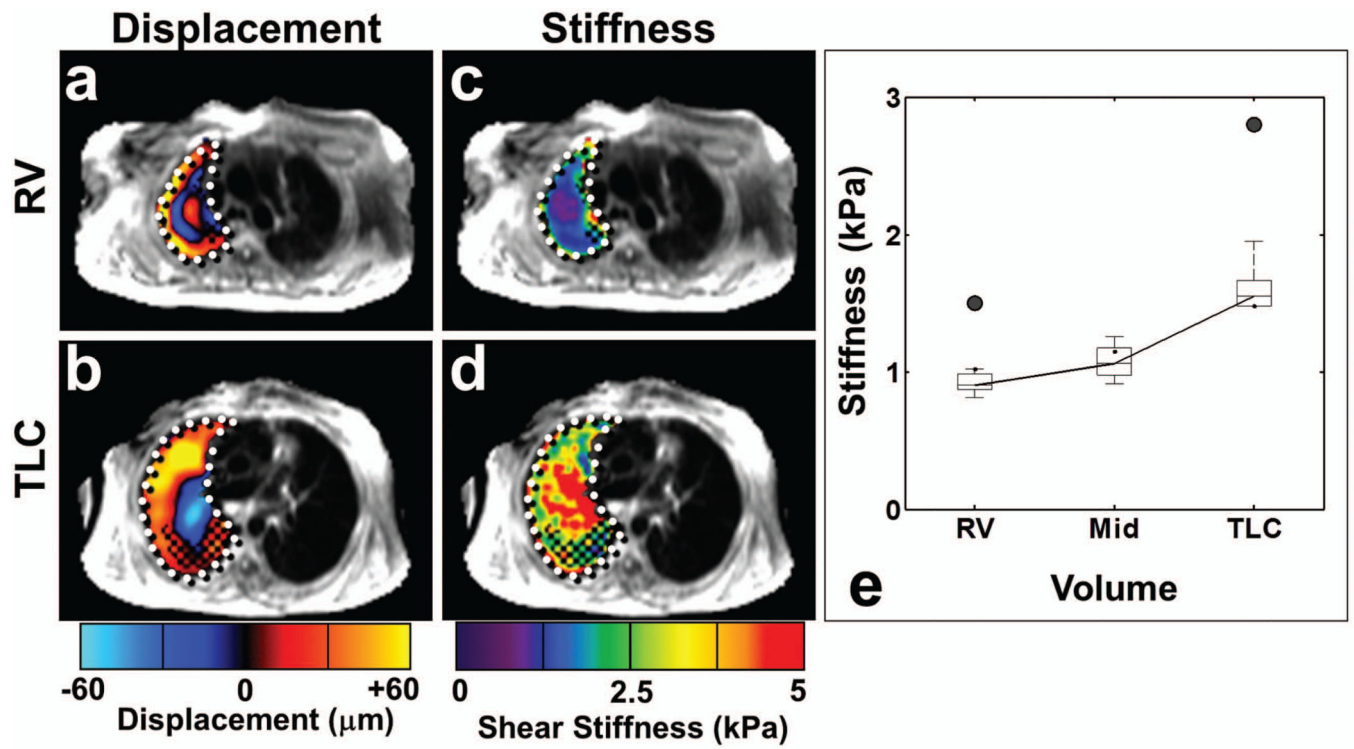 Displacement
Stiffness
RV
a
c
TLC
b
d
-60
0
+60
Displacement (μm)
0
2.5
5
Shear Stiffness (kPa)
Stiffness (kPa)
3
2
1
0
RV
Mid
TLC
Volume
e